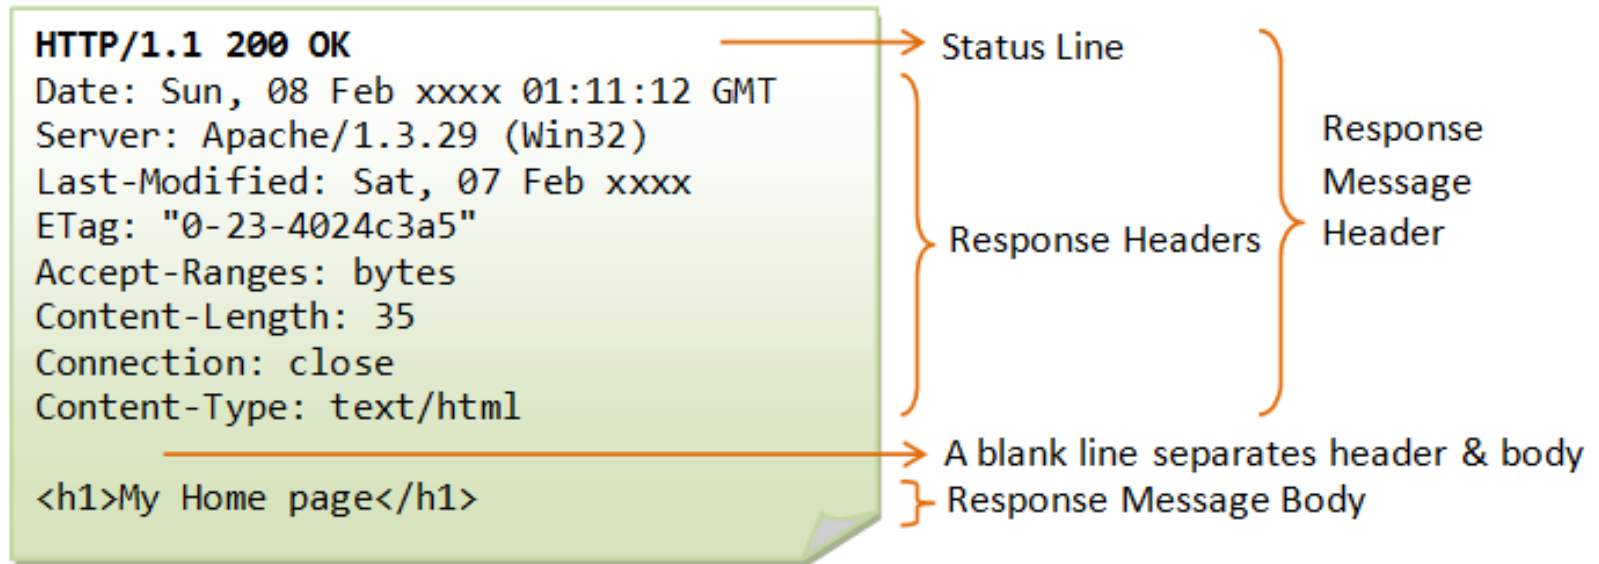 HTTP/1.1 200 OK
Date: Sun, 08 Feb xxxx 01:11:12 GMT
Server: Apache/1.3.29 (Win32)
Last-Modified: Sat, 07 Feb xxxx
ETag: "0-23-4024c3a5"
Accept-Ranges: bytes
Content-Length: 35
Connection: close
Content-Type: text/html
<h1>My Home page</h1>
Status Line
Response Headers
Response
Message
Header
A blank line separates header & body
Response Message Body